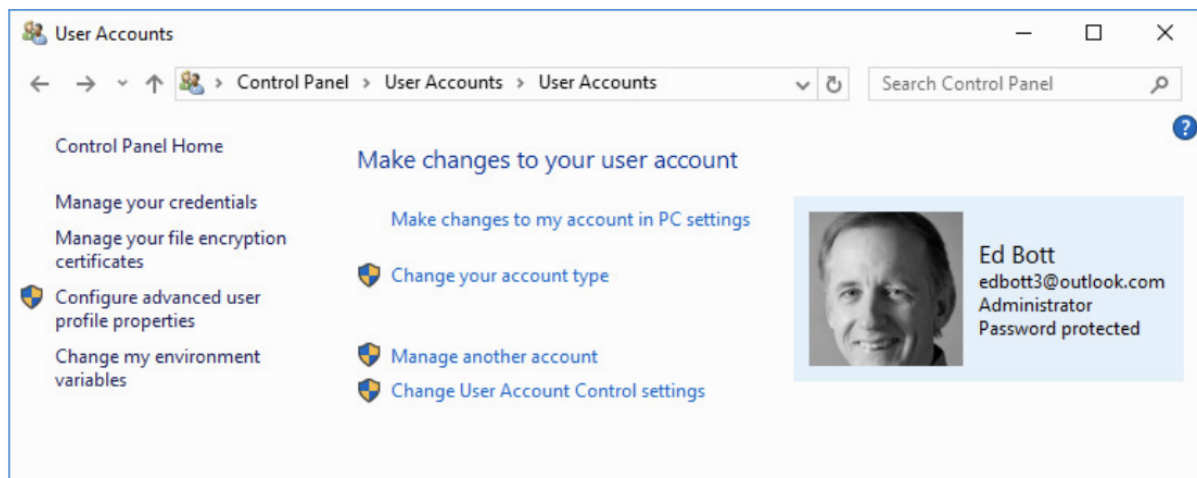 User Accounts
Control Panel > User Accounts > User Accounts
Search Control Panel
?
Control Panel Home
Manage your credentials
Manage your file encryption
certificates
Configure advanced user
profile properties
Change my environment
variables
Make changes to your user account
Make changes to my account in PC settings
Change your account type
Manage another account
Change User Account Control settings
Ed Bott
edbott3@outlook.com
Administrator
Password protected